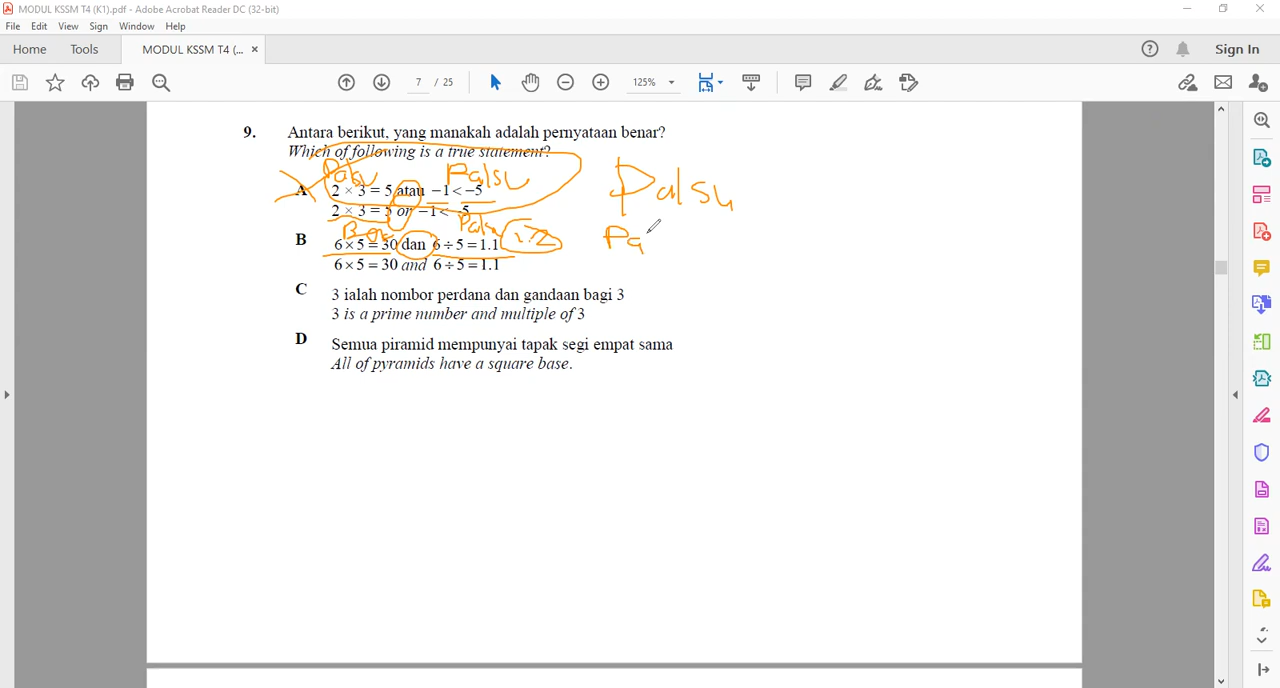 MODUL KSSM T4 (K1).pdf - Adobe Acrobat Reader DC (32-bit)
File Edit View Sign Window Help
Home Tools MODUL KSSM T4 (... × Sign In
7 / 25 125%
9. Antara berikut, yang manakah adalah pernyataan benar?
Which of following is a true statement?
Palsu Palsu Palsu
A 2 × 3 = 5 atau −1 < −5
2 × 3 = 5 or −1 < −5
Palsu Pa
B 6 × 5 = 30 dan 6 ÷ 5 = 1.1 1.2
6 × 5 = 30 and 6 ÷ 5 = 1.1
C 3 ialah nombor perdana dan gandaan bagi 3
3 is a prime number and multiple of 3
D Semua piramid mempunyai tapak segi empat sama
All of pyramids have a square base.